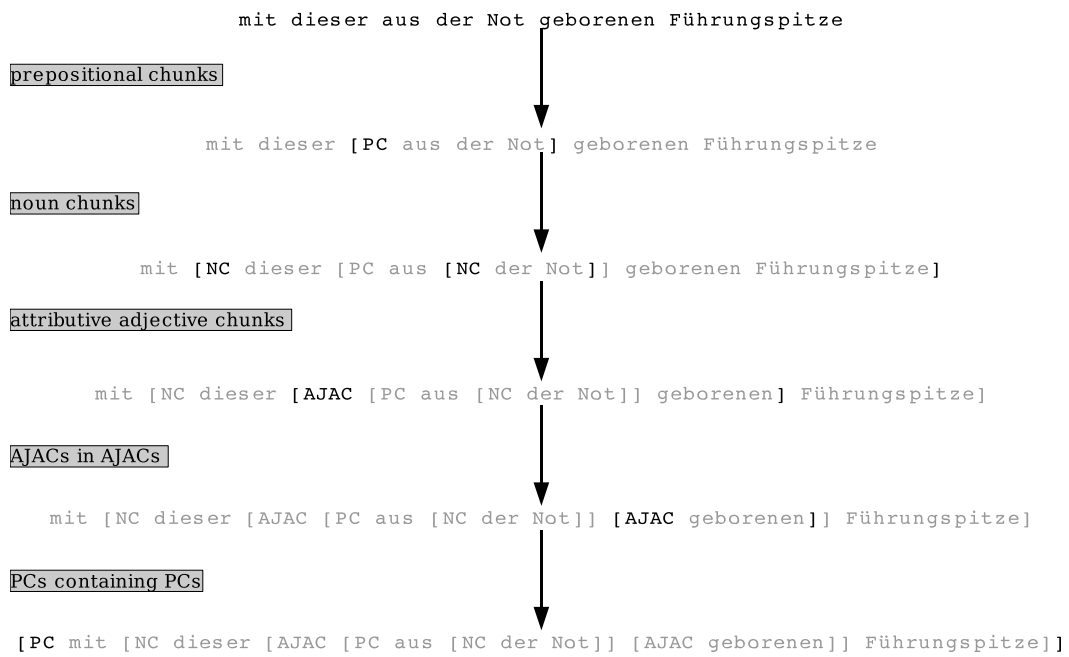 mit dieser aus der Not geborenen Führungspitze
prepositional chunks
mit dieser [PC aus der Not] geborenen Führungspitze
noun chunks
mit [NC dieser [PC aus [NC der Not]] geborenen Führungspitze]
attributive adjective chunks
mit [NC dieser [AJAC [PC aus [NC der Not]] geborenen] Führungspitze]
AJACs in AJACs
mit [NC dieser [AJAC [PC aus [NC der Not]] [AJAC geborenen]] Führungspitze]
PCs containing PCs
[PC mit [NC dieser [AJAC [PC aus [NC der Not]] [AJAC geborenen]] Führungspitze]]